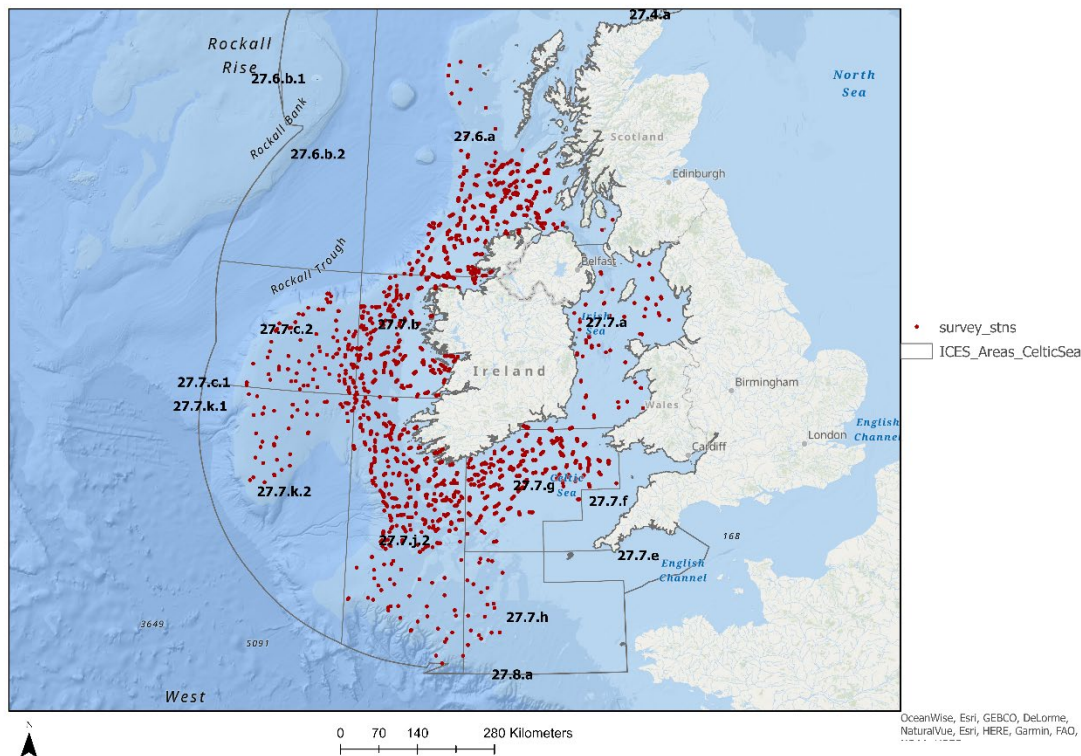 27.4.a
Rockall
Rise
27.6.b.1
North
Sea
Rockall Bank
27.6.a
Scotland
27.6.b.2
Edinburgh
Rockall Trough
Belfast
27.7.c.2
27.7.b
Irish
Sea
27.7.a
survey_stns
ICES_Areas_CelticSea
Ireland
27.7.c.1
27.7.k.1
Birmingham
Wales
English
Channel
London
Cardiff
27.7.g
Celtic
Sea
27.7.k.2
27.7.f
27.7.j.2
168
27.7.e
English
Channel
3649
27.7.h
5091
27.8.a
West
N
0 70 140 280 Kilometers
OceanWise, Esri, GEBCO, DeLorme,
NaturalVue, Esri, HERE, Garmin, FAO,